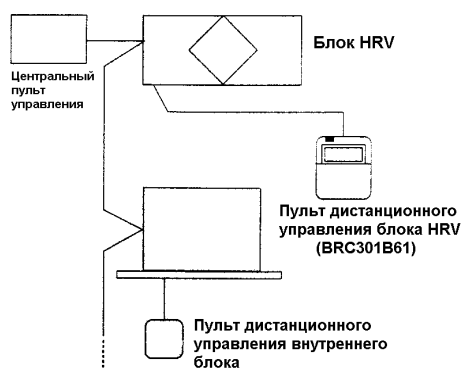 Блок HRV
Центральный
пульт
управления
Пульт дистанционного
управления блока HRV
(BRC301B61)
Пульт дистанционного
управления внутреннего
блока